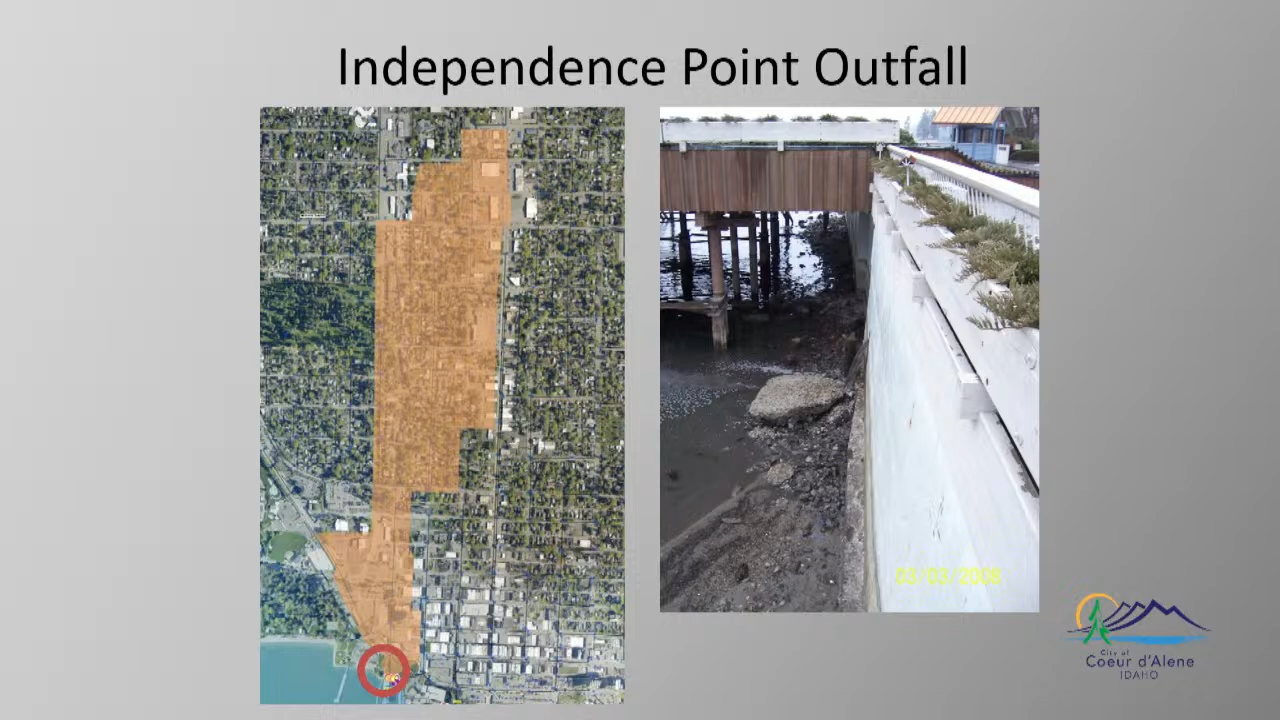 Independence Point Outfall
03/03/2008
City of
Coeur d'Alene
IDAHO